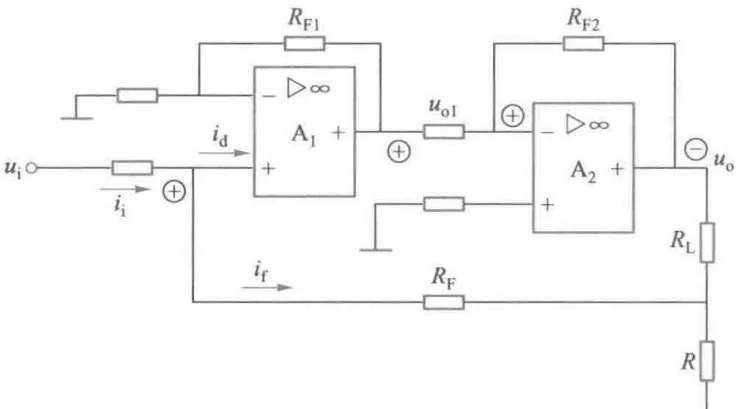 R_F1
R_F2
− ▷∞
u_o1
⊕
− ▷∞
i_d
A_1
+
⊕
A_2
+
⊖
u_o
u_i
+
i_i
⊕
+
R_L
i_f
R_F
R